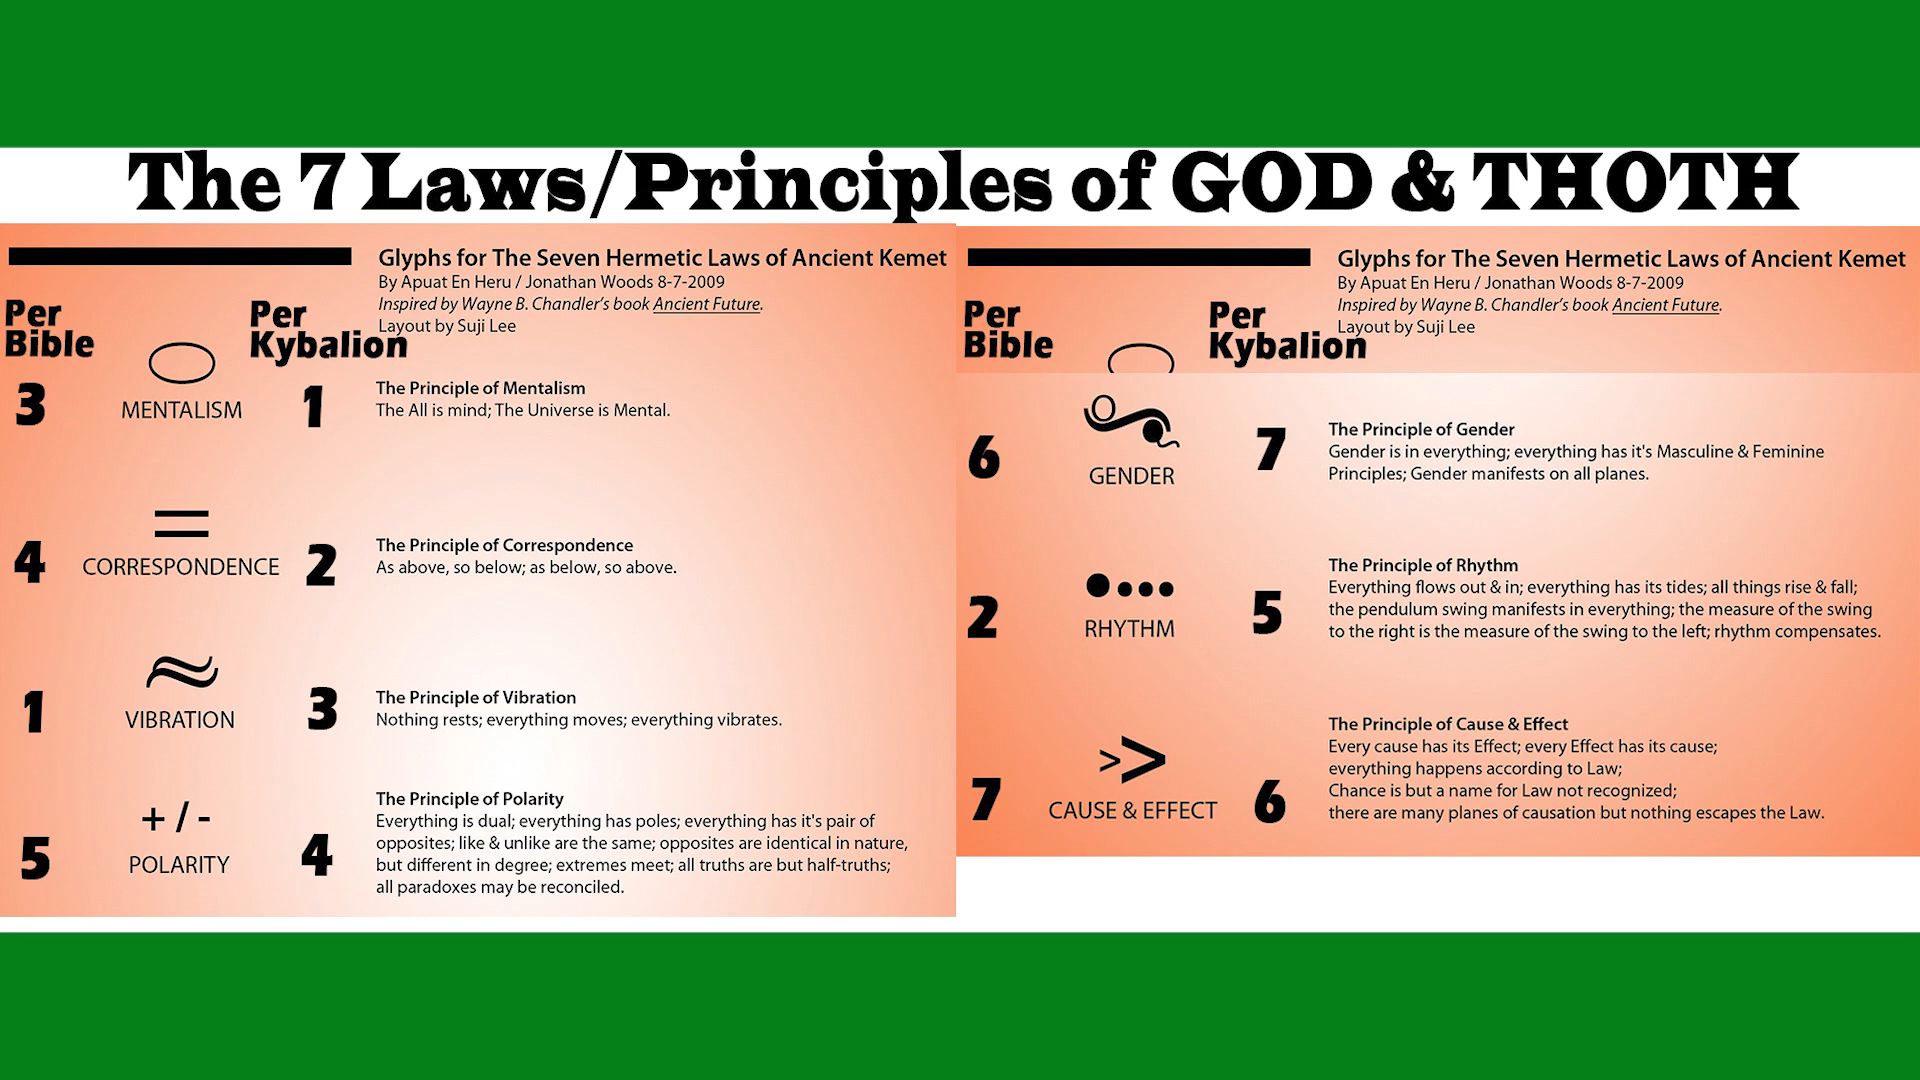 The 7 Laws/Principles of GOD & THOTH
Glyphs for The Seven Hermetic Laws of Ancient Kemet
By Apuat En Heru / Jonathan Woods 8-7-2009
Inspired by Wayne B. Chandler's book Ancient Future.
Layout by Suji Lee
Per
Bible
Per
Kybalion
3
MENTALISM
1
The Principle of Mentalism
The All is mind; The Universe is Mental.
4
CORRESPONDENCE
2
The Principle of Correspondence
As above, so below; as below, so above.
1
VIBRATION
3
The Principle of Vibration
Nothing rests; everything moves; everything vibrates.
5
+ / -
POLARITY
4
The Principle of Polarity
Everything is dual; everything has poles; everything has it's pair of
opposites; like & unlike are the same; opposites are identical in nature,
but different in degree; extremes meet; all truths are but half-truths;
all paradoxes may be reconciled.
Glyphs for The Seven Hermetic Laws of Ancient Kemet
By Apuat En Heru / Jonathan Woods 8-7-2009
Inspired by Wayne B. Chandler's book Ancient Future.
Layout by Suji Lee
Per
Bible
Per
Kybalion
6
GENDER
7
The Principle of Gender
Gender is in everything; everything has it's Masculine & Feminine
Principles; Gender manifests on all planes.
2
RHYTHM
5
The Principle of Rhythm
Everything flows out & in; everything has its tides; all things rise & fall;
the pendulum swing manifests in everything; the measure of the swing
to the right is the measure of the swing to the left; rhythm compensates.
7
>>
CAUSE & EFFECT
6
The Principle of Cause & Effect
Every cause has its Effect; every Effect has its cause;
everything happens according to Law;
Chance is but a name for Law not recognized;
there are many planes of causation but nothing escapes the Law.